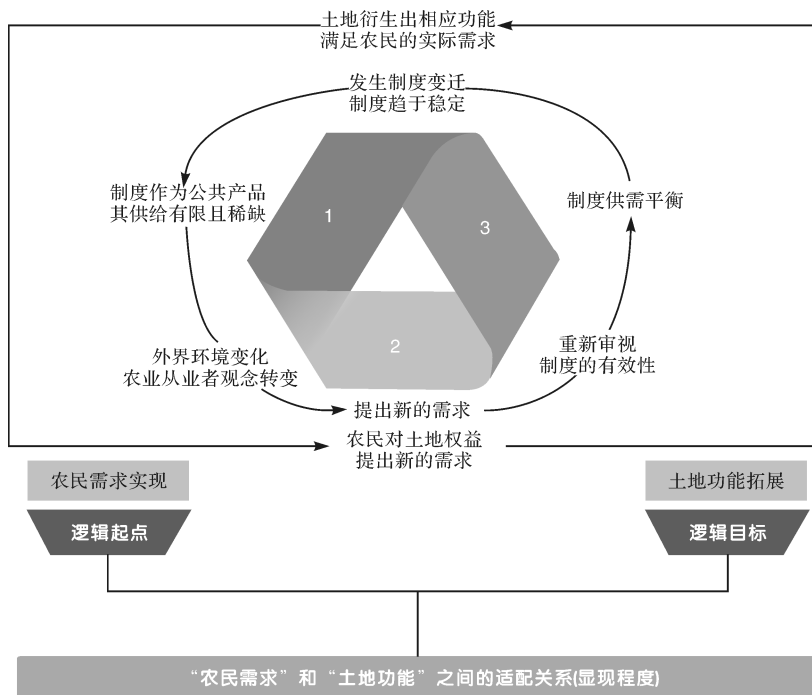 土地衍生出相应功能
满足农民的实际需求
发生制度变迁
制度趋于稳定
制度作为公共产品
其供给有限且稀缺
制度供需平衡
1
3
2
外界环境变化
农业从业者观念转变
重新审视
制度的有效性
提出新的需求
农民对土地权益
提出新的需求
农民需求实现
土地功能拓展
逻辑起点
逻辑目标
“农民需求”和“土地功能”之间的适配关系(显现程度)